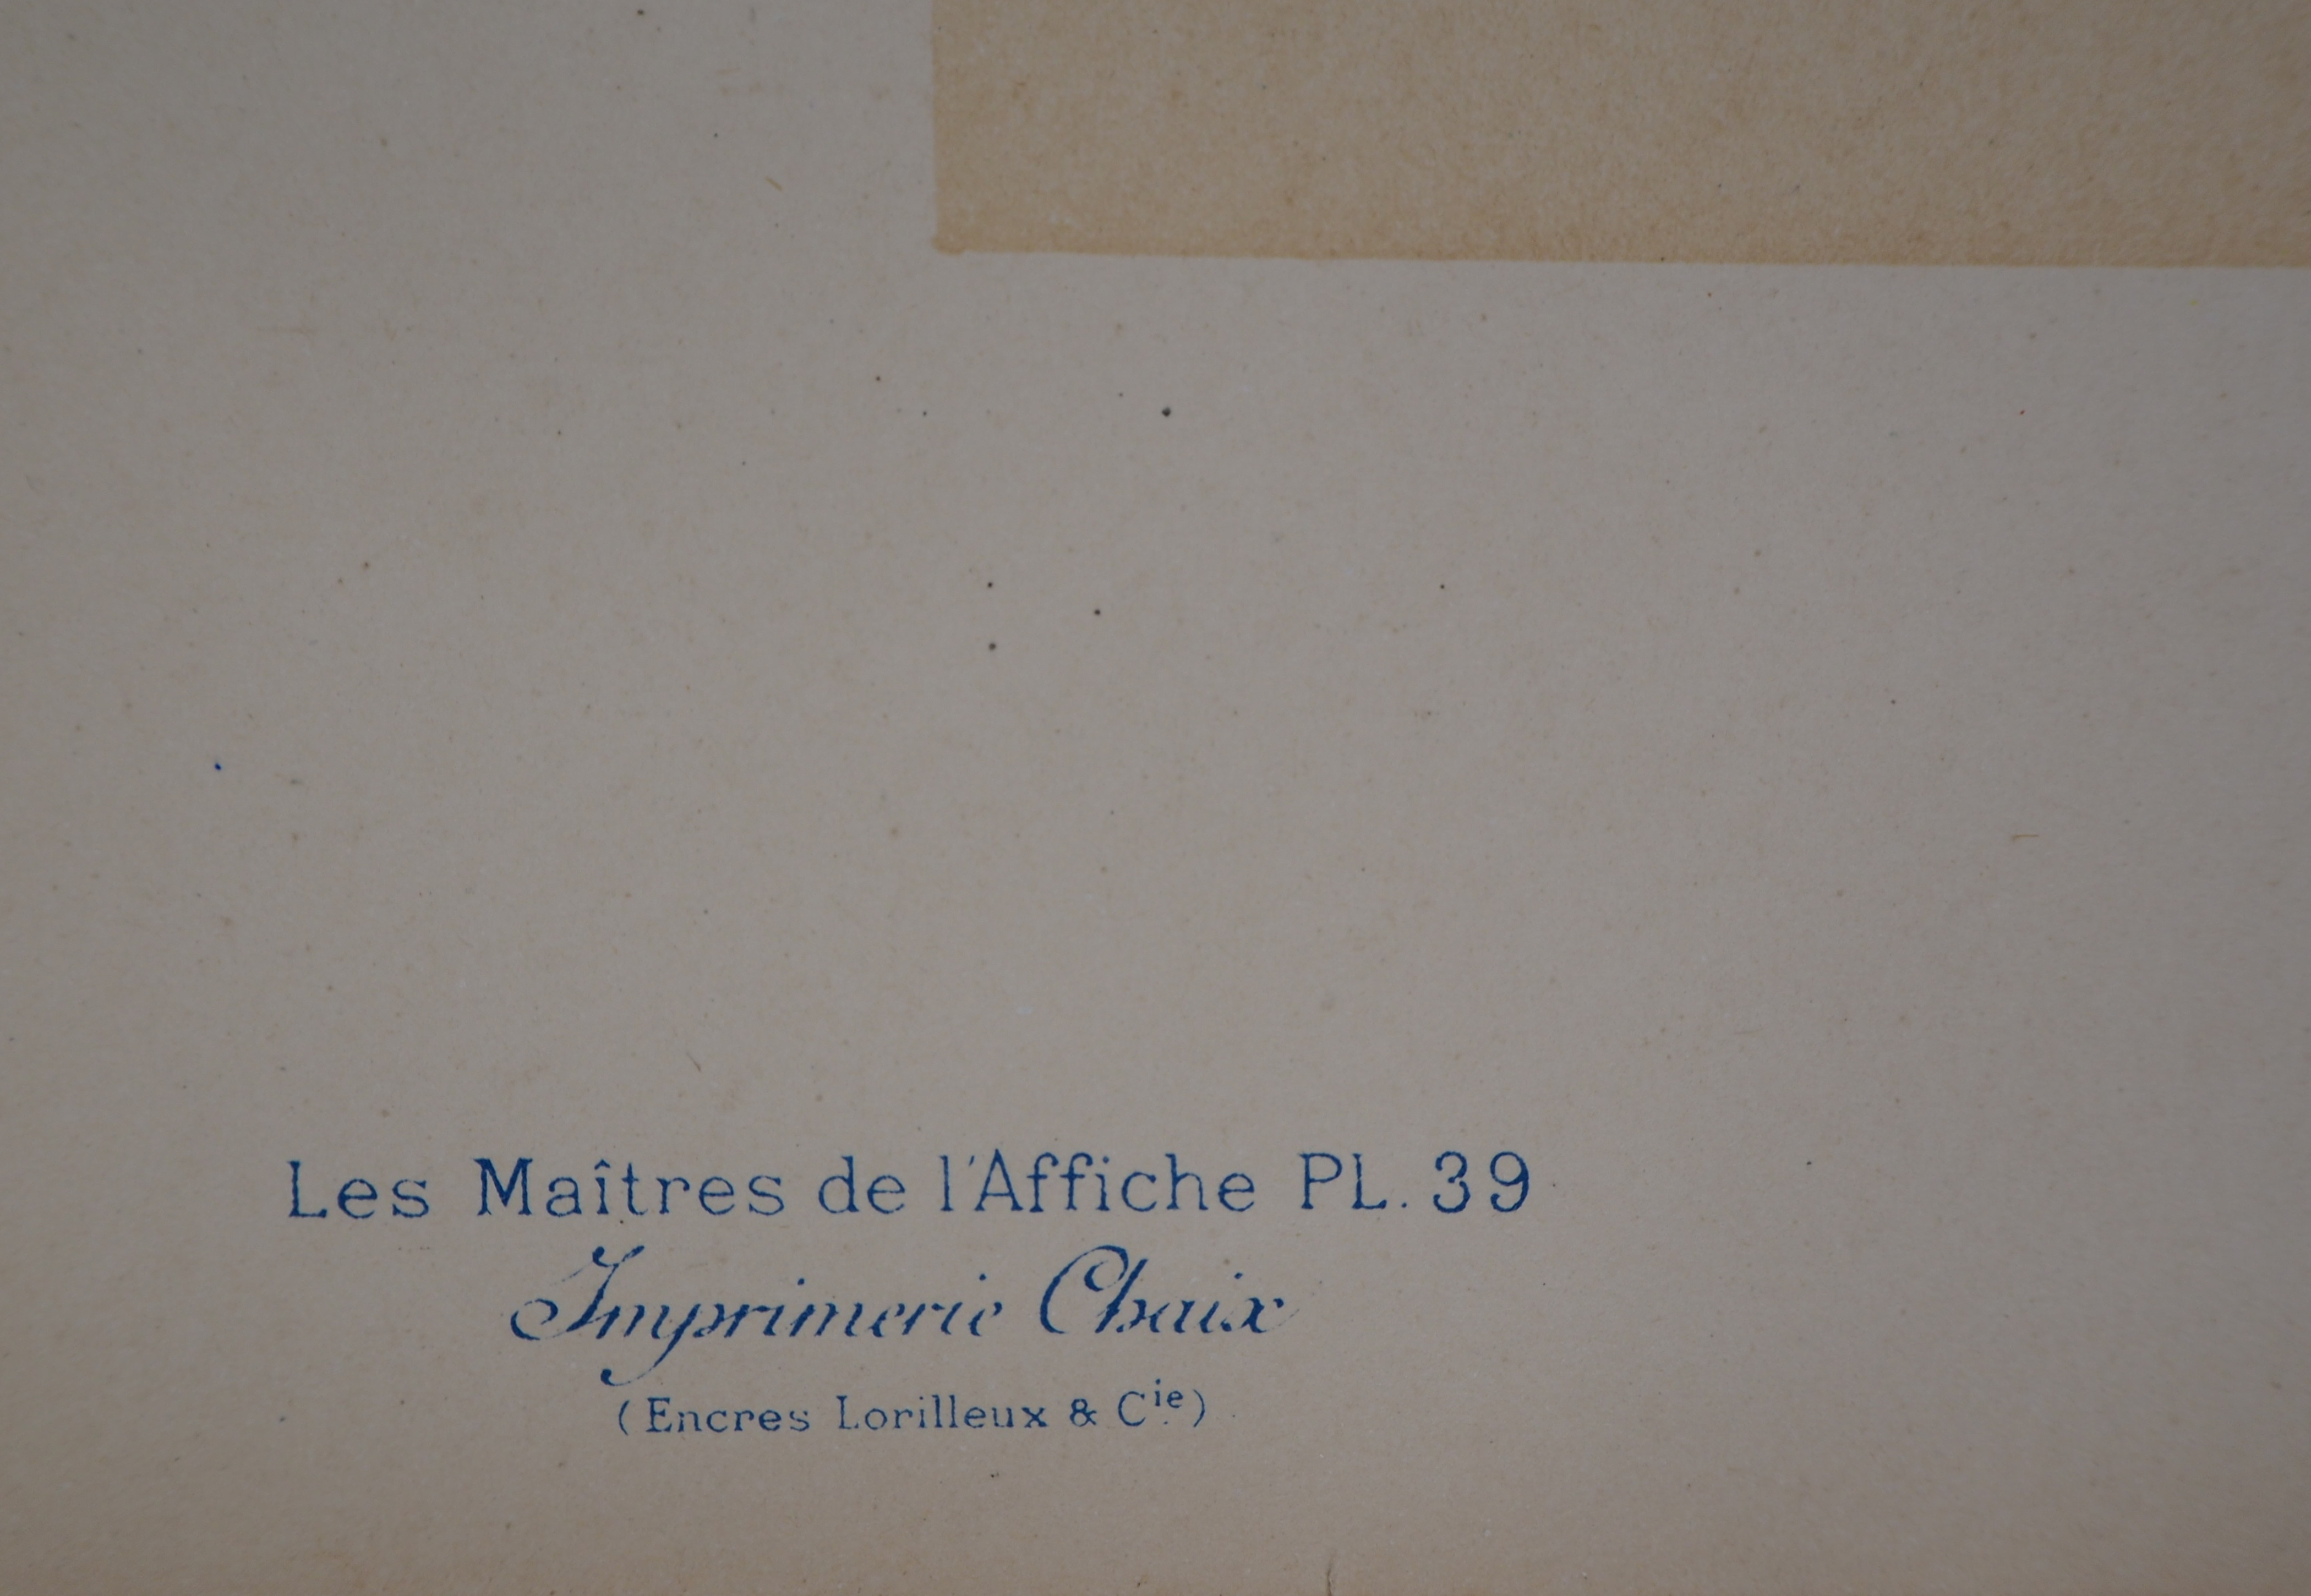 Les Maîtres de l'Affiche PL. 39
Imprimerie Chaix
(Encres Lorilleux & Cie)